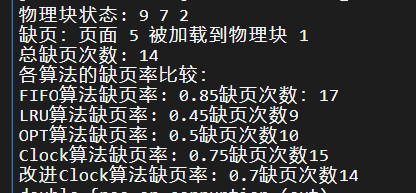 物理块状态: 9 7 2
缺页: 页面 5 被加载到物理块 1
总缺页次数: 14
各算法的缺页率比较:
FIFO算法缺页率: 0.85缺页次数: 17
LRU算法缺页率: 0.45缺页次数9
OPT算法缺页率: 0.5缺页次数10
Clock算法缺页率: 0.75缺页次数15
改进Clock算法缺页率: 0.7缺页次数14
double free or corruption (out)